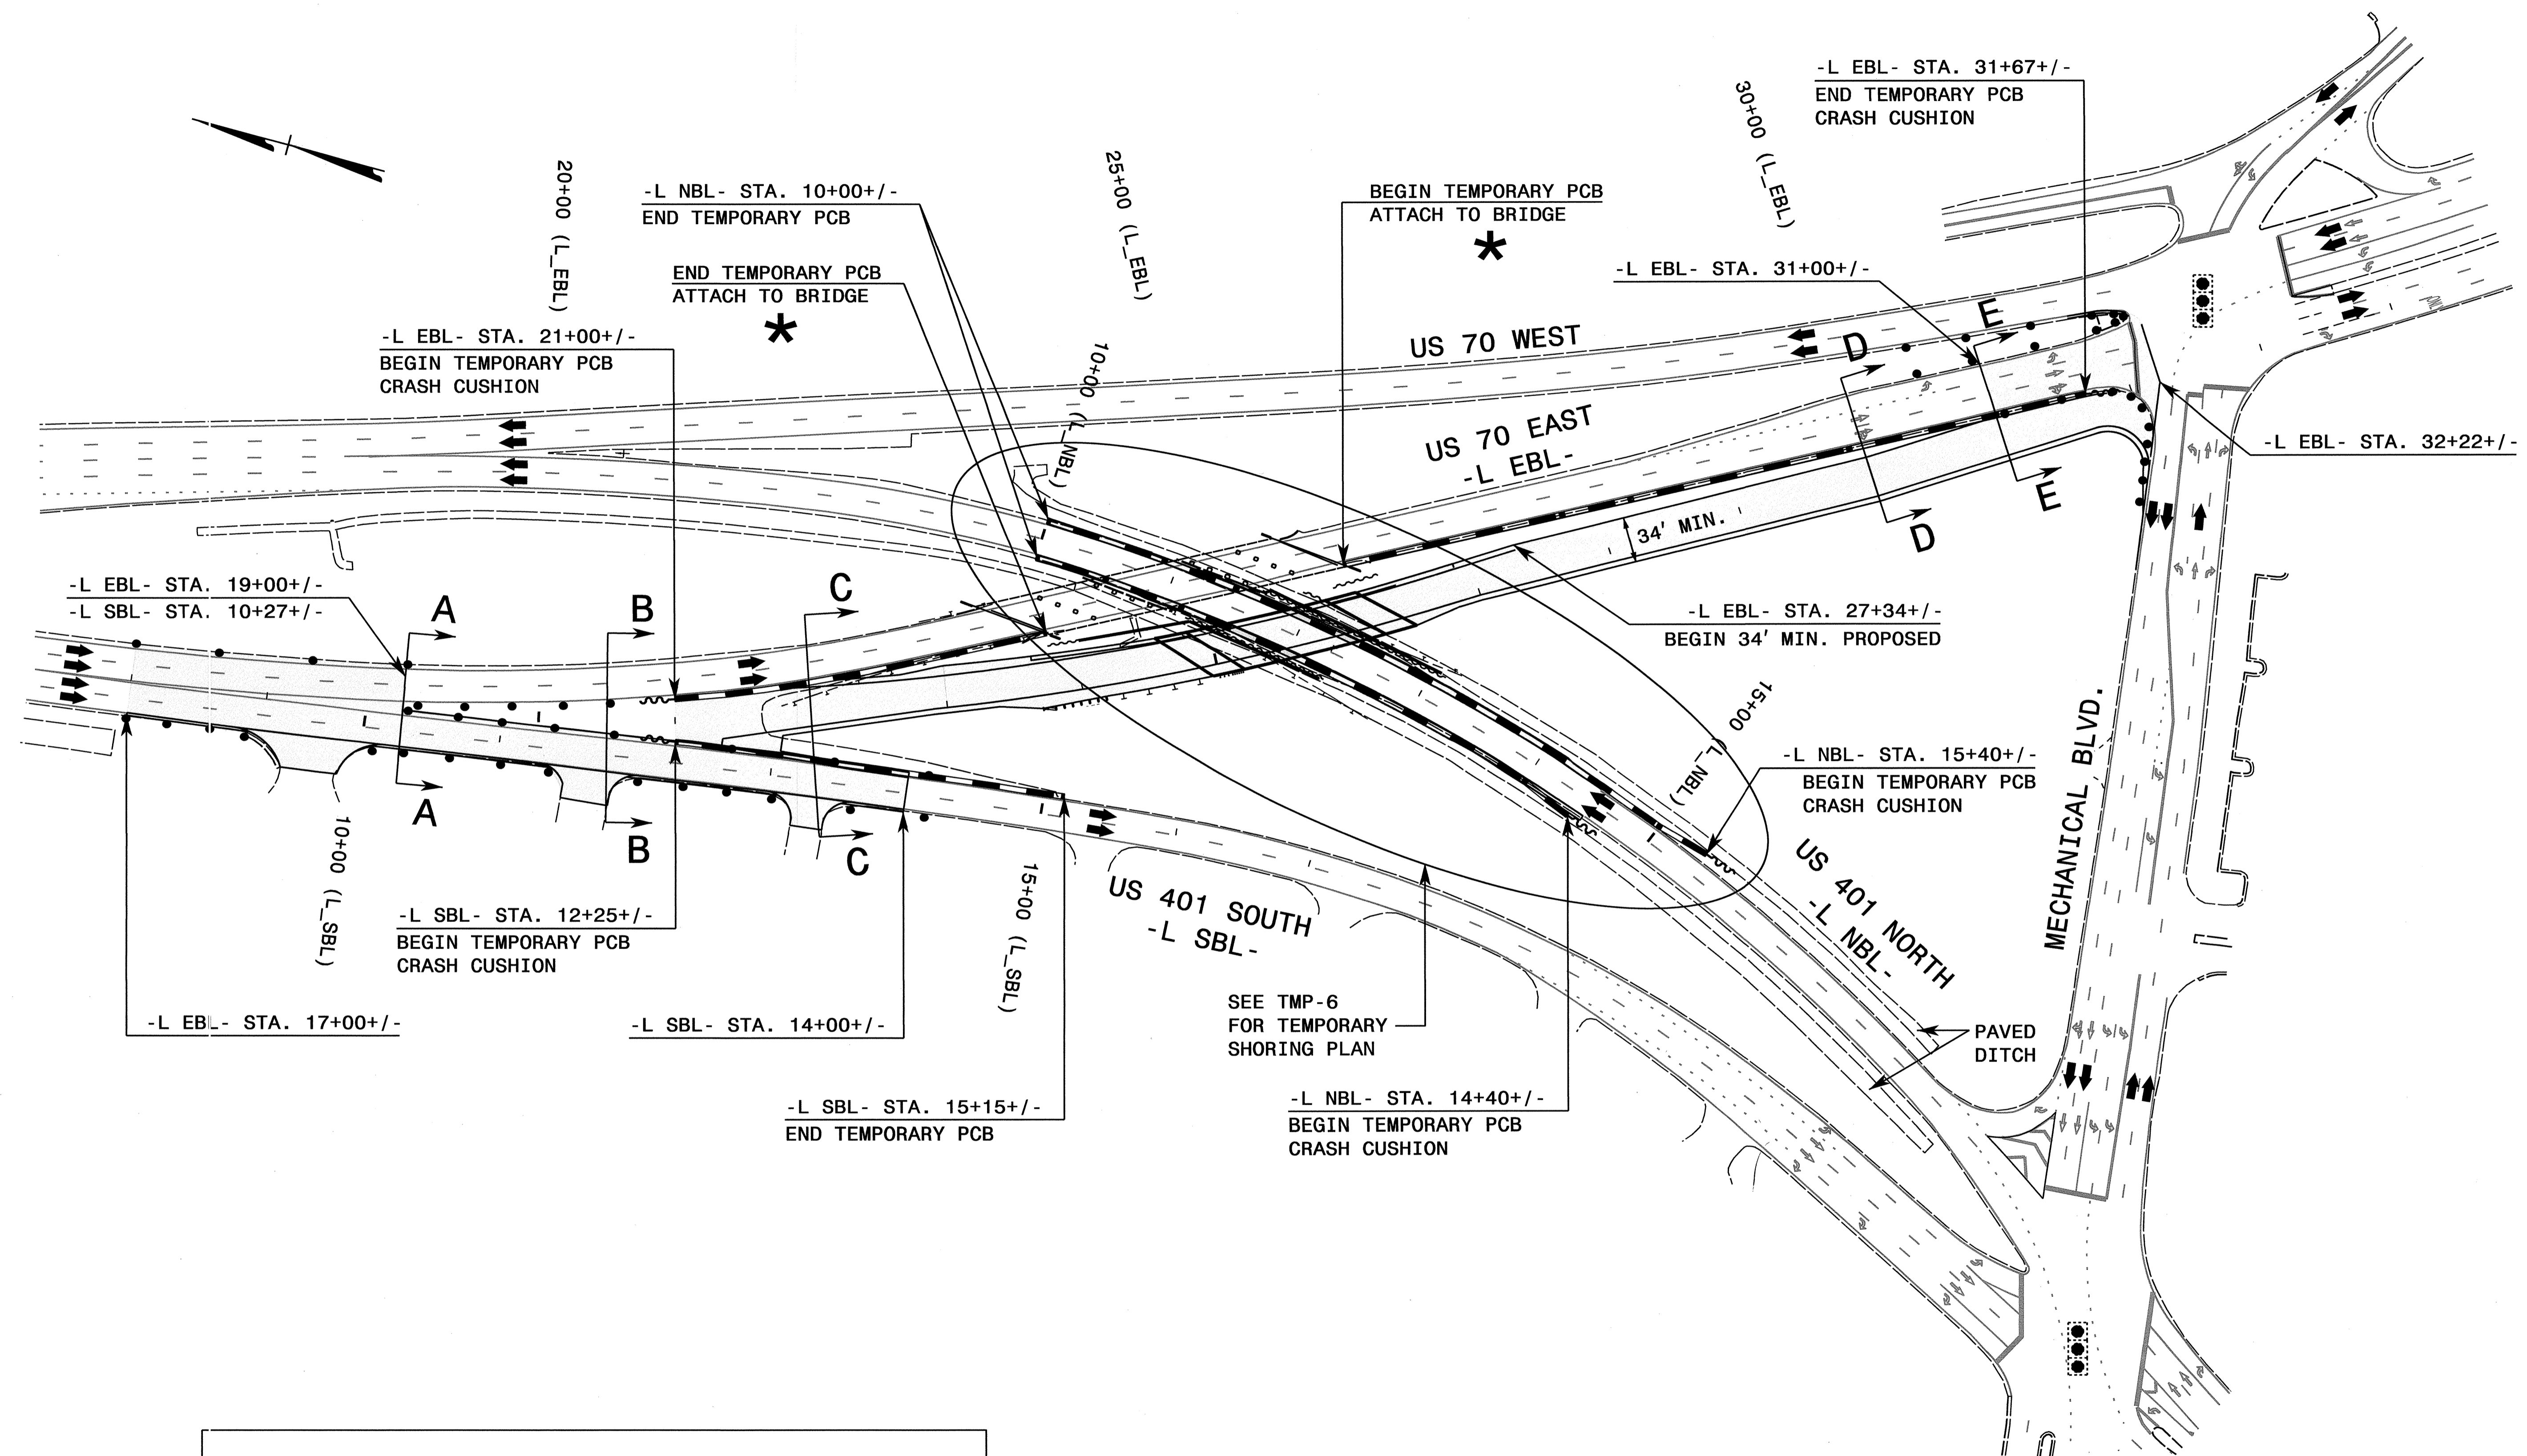 -L EBL- STA. 31+67+/-
END TEMPORARY PCB
CRASH CUSHION
30+00 (L_EBL)
25+00 (L_EBL)
20+00 (L_EBL)
-L NBL- STA. 10+00+/-
END TEMPORARY PCB
BEGIN TEMPORARY PCB
ATTACH TO BRIDGE
*
END TEMPORARY PCB
ATTACH TO BRIDGE
*
-L EBL- STA. 31+00+/-
-L EBL- STA. 21+00+/-
BEGIN TEMPORARY PCB
CRASH CUSHION
10+00 (L_NBL)
US 70 WEST
D
E
US 70 EAST
-L EBL-
-L EBL- STA. 32+22+/-
E
D
34' MIN.
-L EBL- STA. 19+00+/-
-L SBL- STA. 10+27+/-
A
B
C
-L EBL- STA. 27+34+/-
BEGIN 34' MIN. PROPOSED
15+00 (L_NBL)
-L NBL- STA. 15+40+/-
BEGIN TEMPORARY PCB
CRASH CUSHION
MECHANICAL BLVD.
A
B
C
10+00 (L_SBL)
15+00 (L_SBL)
US 401 SOUTH
-L SBL-
US 401 NORTH
-L NBL-
-L SBL- STA. 12+25+/-
BEGIN TEMPORARY PCB
CRASH CUSHION
-L EBL- STA. 17+00+/-
-L SBL- STA. 14+00+/-
SEE TMP-6
FOR TEMPORARY
SHORING PLAN
PAVED
DITCH
-L SBL- STA. 15+15+/-
END TEMPORARY PCB
-L NBL- STA. 14+40+/-
BEGIN TEMPORARY PCB
CRASH CUSHION